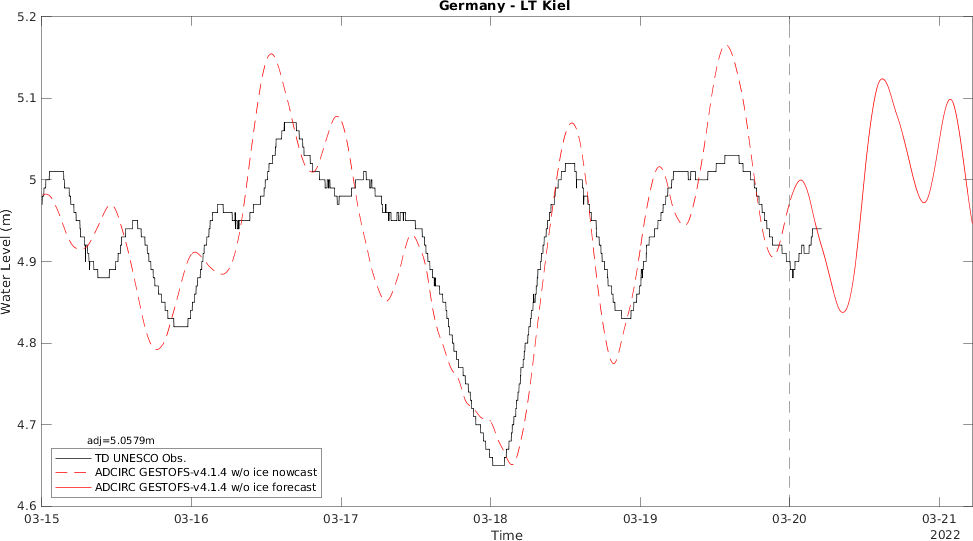 Germany - LT Kiel
5.2
5.1
5
4.9
4.8
4.7
4.6
Water Level (m)
adj=5.0579m
TD UNESCO Obs.
ADCIRC GESTOFS-v4.1.4 w/o ice nowcast
ADCIRC GESTOFS-v4.1.4 w/o ice forecast
03-15
03-16
03-17
03-18
03-19
03-20
03-21
Time
2022